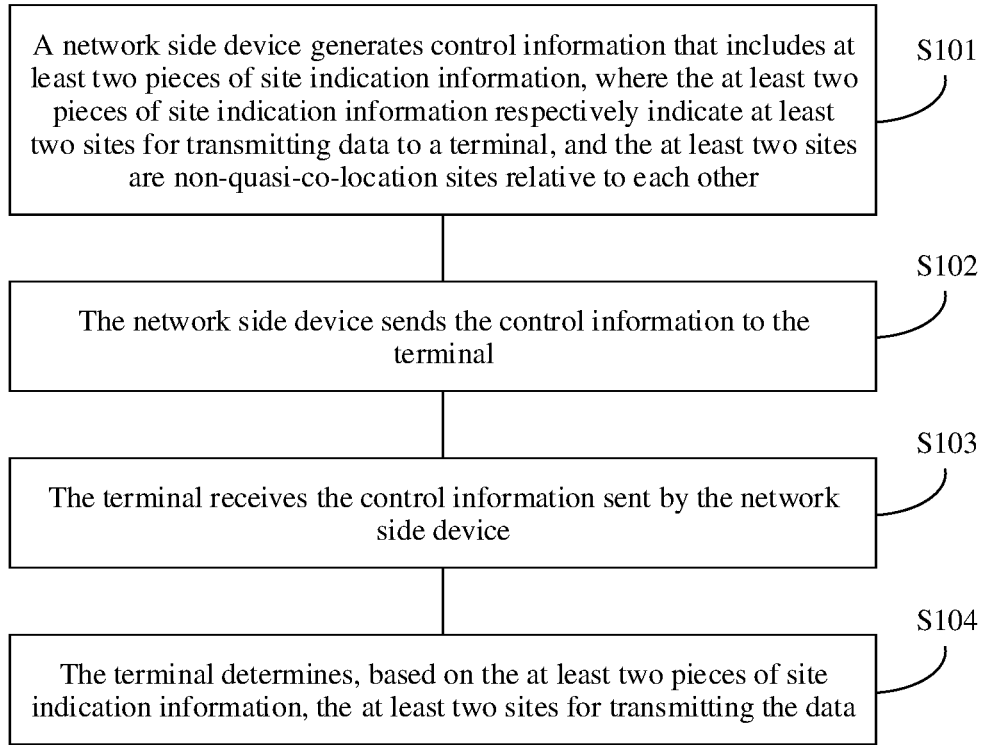 A network side device generates control information that includes at
least two pieces of site indication information, where the at least two
pieces of site indication information respectively indicate at least
two sites for transmitting data to a terminal, and the at least two sites
are non-quasi-co-location sites relative to each other
S101
S102
The network side device sends the control information to the
terminal
S103
The terminal receives the control information sent by the network
side device
S104
The terminal determines, based on the at least two pieces of site
indication information, the at least two sites for transmitting the data